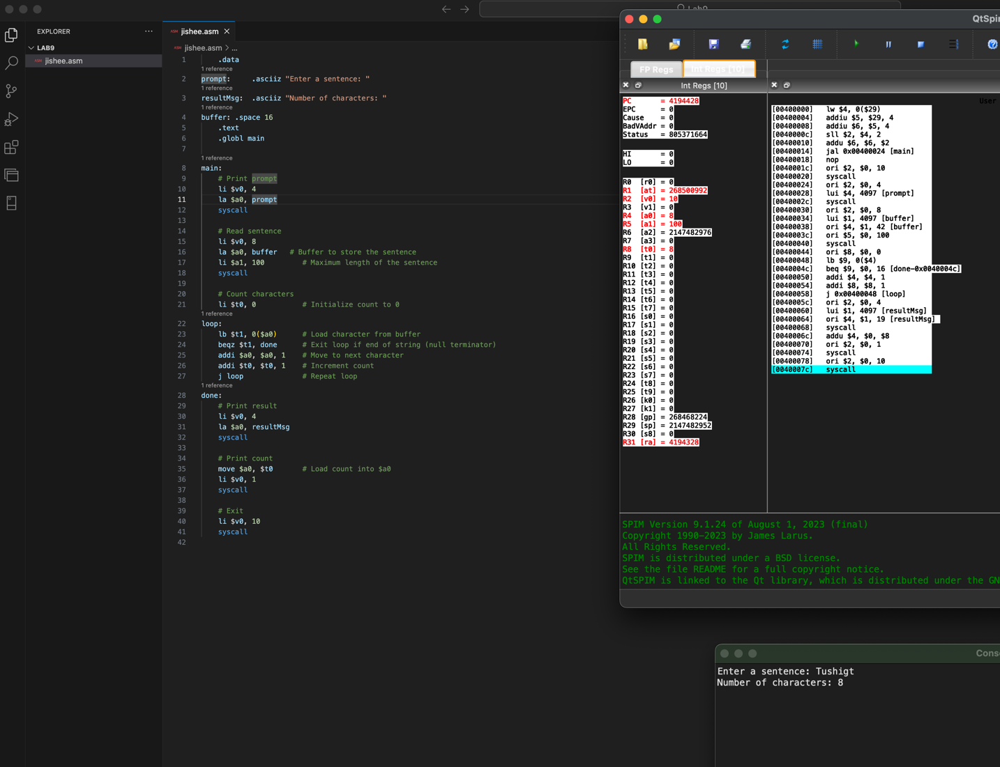 Lab9
EXPLORER
LAB9
ASM jishee.asm
ASM jishee.asm ×
ASM jishee.asm > ...
1 .data
1 reference
2 prompt: .asciiz "Enter a sentence: "
1 reference
3 resultMsg: .asciiz "Number of characters: "
1 reference
4 buffer: .space 16
5 .text
6 .globl main
7
1 reference
8 main:
9 # Print prompt
10 li $v0, 4
11 la $a0, prompt
12 syscall
13
14 # Read sentence
15 li $v0, 8
16 la $a0, buffer # Buffer to store the sentence
17 li $a1, 100 # Maximum length of the sentence
18 syscall
19
20 # Count characters
21 li $t0, 0 # Initialize count to 0
1 reference
22 loop:
23 lb $t1, 0($a0) # Load character from buffer
24 beqz $t1, done # Exit loop if end of string (null terminator)
25 addi $a0, $a0, 1 # Move to next character
26 addi $t0, $t0, 1 # Increment count
27 j loop # Repeat loop
1 reference
28 done:
29 # Print result
30 li $v0, 4
31 la $a0, resultMsg
32 syscall
33
34 # Print count
35 move $a0, $t0 # Load count into $a0
36 li $v0, 1
37 syscall
38
39 # Exit
40 li $v0, 10
41 syscall
42
QtSpi
FP Regs
Int Regs [10]
Int Regs [10]
PC = 4194428
EPC = 0
Cause = 0
BadVAddr = 0
Status = 805371664
HI = 0
LO = 0
R0 [r0] = 0
R1 [at] = 268500992
R2 [v0] = 10
R3 [v1] = 0
R4 [a0] = 8
R5 [a1] = 100
R6 [a2] = 2147482976
R7 [a3] = 0
R8 [t0] = 8
R9 [t1] = 0
R10 [t2] = 0
R11 [t3] = 0
R12 [t4] = 0
R13 [t5] = 0
R14 [t6] = 0
R15 [t7] = 0
R16 [s0] = 0
R17 [s1] = 0
R18 [s2] = 0
R19 [s3] = 0
R20 [s4] = 0
R21 [s5] = 0
R22 [s6] = 0
R23 [s7] = 0
R24 [t8] = 0
R25 [t9] = 0
R26 [k0] = 0
R27 [k1] = 0
R28 [gp] = 268468224
R29 [sp] = 2147482952
R30 [s8] = 0
R31 [ra] = 4194328
User
[00400000] lw $4, 0($29)
[00400004] addiu $5, $29, 4
[00400008] addiu $6, $5, 4
[0040000c] sll $2, $4, 2
[00400010] addu $6, $6, $2
[00400014] jal 0x00400024 [main]
[00400018] nop
[0040001c] ori $2, $0, 10
[00400020] syscall
[00400024] ori $2, $0, 4
[00400028] lui $4, 4097 [prompt]
[0040002c] syscall
[00400030] ori $2, $0, 8
[00400034] lui $1, 4097 [buffer]
[00400038] ori $4, $1, 42 [buffer]
[0040003c] ori $5, $0, 100
[00400040] syscall
[00400044] ori $8, $0, 0
[00400048] lb $9, 0($4)
[0040004c] beq $9, $0, 16 [done-0x0040004c]
[00400050] addi $4, $4, 1
[00400054] addi $8, $8, 1
[00400058] j 0x00400048 [loop]
[0040005c] ori $2, $0, 4
[00400060] lui $1, 4097 [resultMsg]
[00400064] ori $4, $1, 19 [resultMsg]
[00400068] syscall
[0040006c] addu $4, $0, $8
[00400070] ori $2, $0, 1
[00400074] syscall
[00400078] ori $2, $0, 10
[0040007c] syscall
SPIM Version 9.1.24 of August 1, 2023 (final)
Copyright 1990-2023 by James Larus.
All Rights Reserved.
SPIM is distributed under a BSD license.
See the file README for a full copyright notice.
QtSPIM is linked to the Qt library, which is distributed under the GN
Conso
Enter a sentence: Tushigt
Number of characters: 8